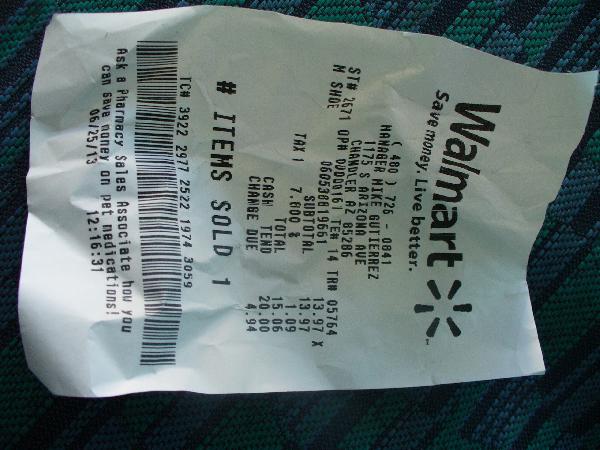 Walmart
Save money. Live better.
( 480 ) 726 - 0841
MANAGER MIKE GUTIERREZ
1175 S ARIZONA AVE
CHANDLER AZ 85286
ST# 2671 OP# 00000161 TE# 14 TR# 05764
M SHOE 060538819661 13.97 X
SUBTOTAL 13.97
TAX 1 7.800 % 1.09
TOTAL 15.06
CASH TEND 20.00
CHANGE DUE 4.94
# ITEMS SOLD 1
TC# 3922 2977 2522 1974 3059
Ask a Pharmacy Sales Associate how you
can save money on pet medications!
06/25/13 12:16:31